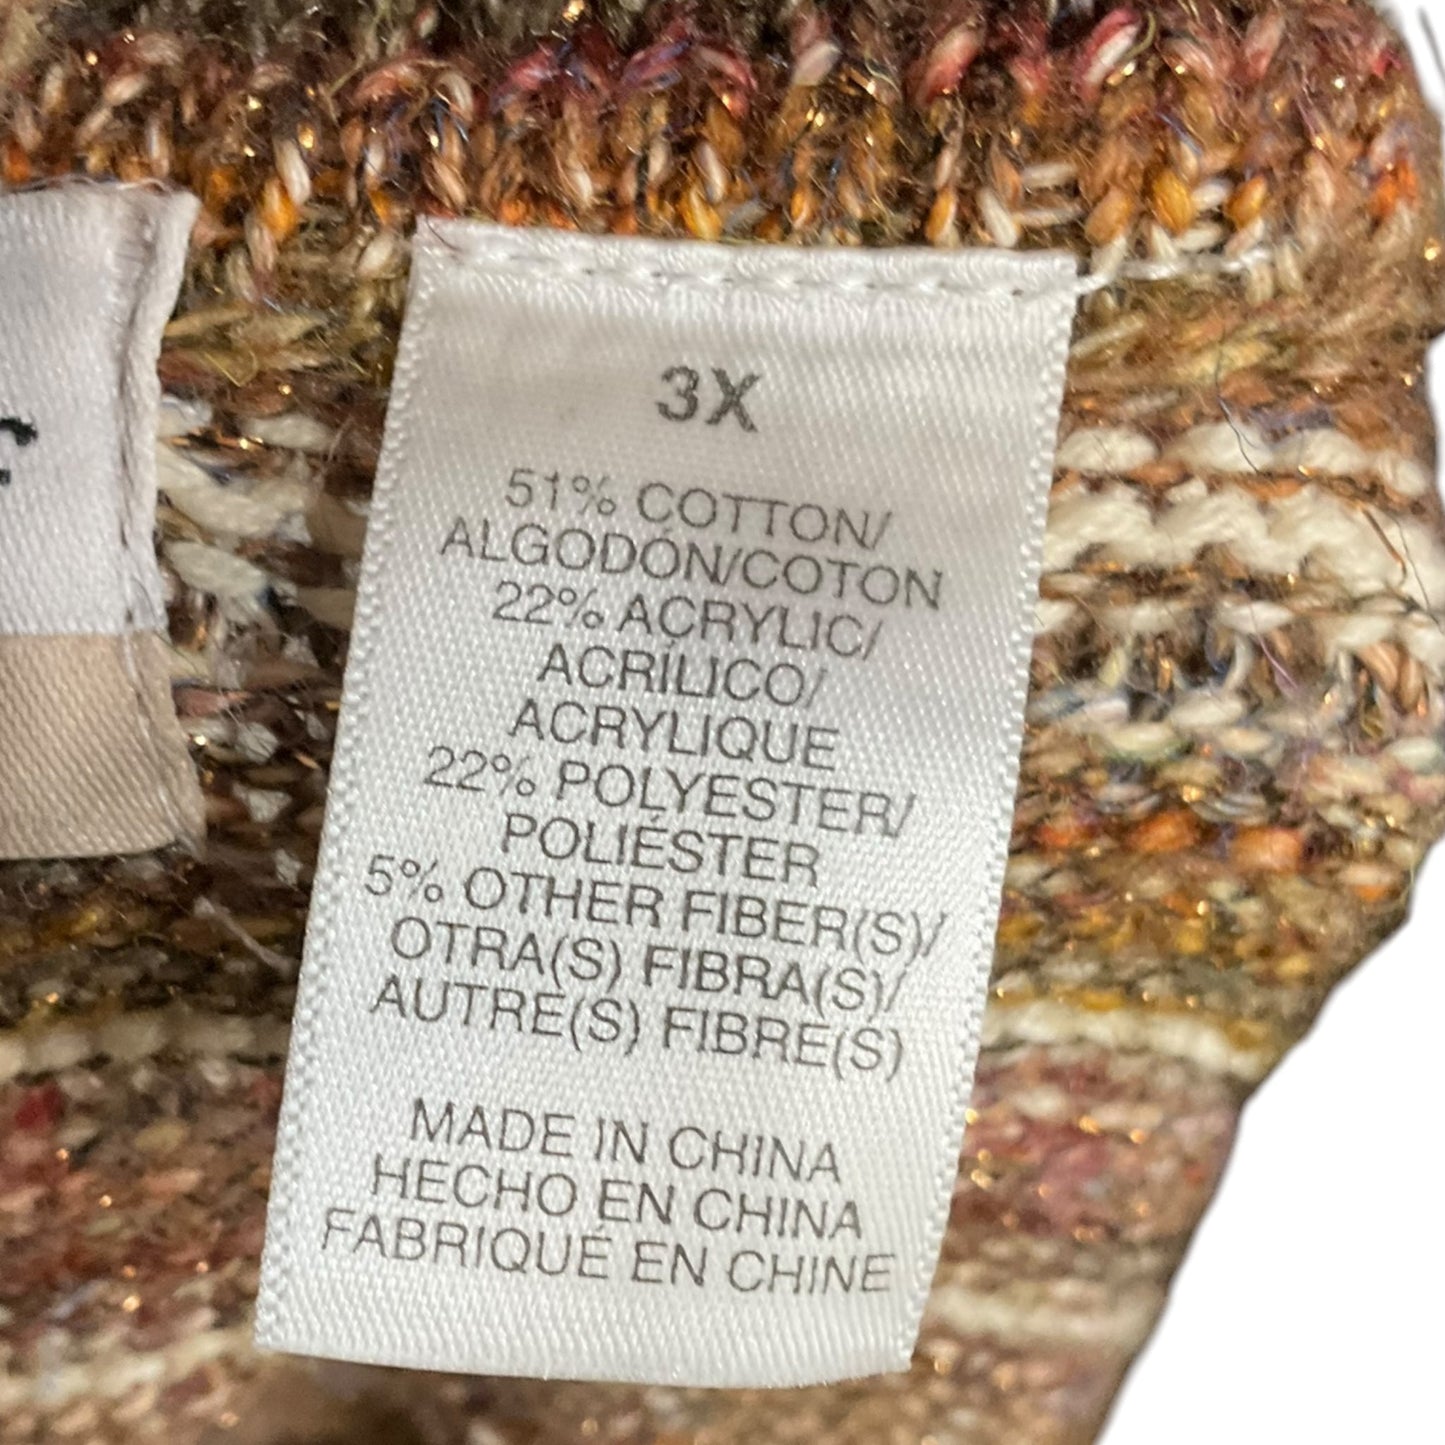 3X
51% COTTON/
ALGODÓN/COTON
22% ACRYLIC/
ACRÍLICO/
ACRYLIQUE
22% POLYESTER/
POLIÉSTER
5% OTHER FIBER(S)/
OTRA(S) FIBRA(S)/
AUTRE(S) FIBRE(S)
MADE IN CHINA
HECHO EN CHINA
FABRIQUÉ EN CHINE